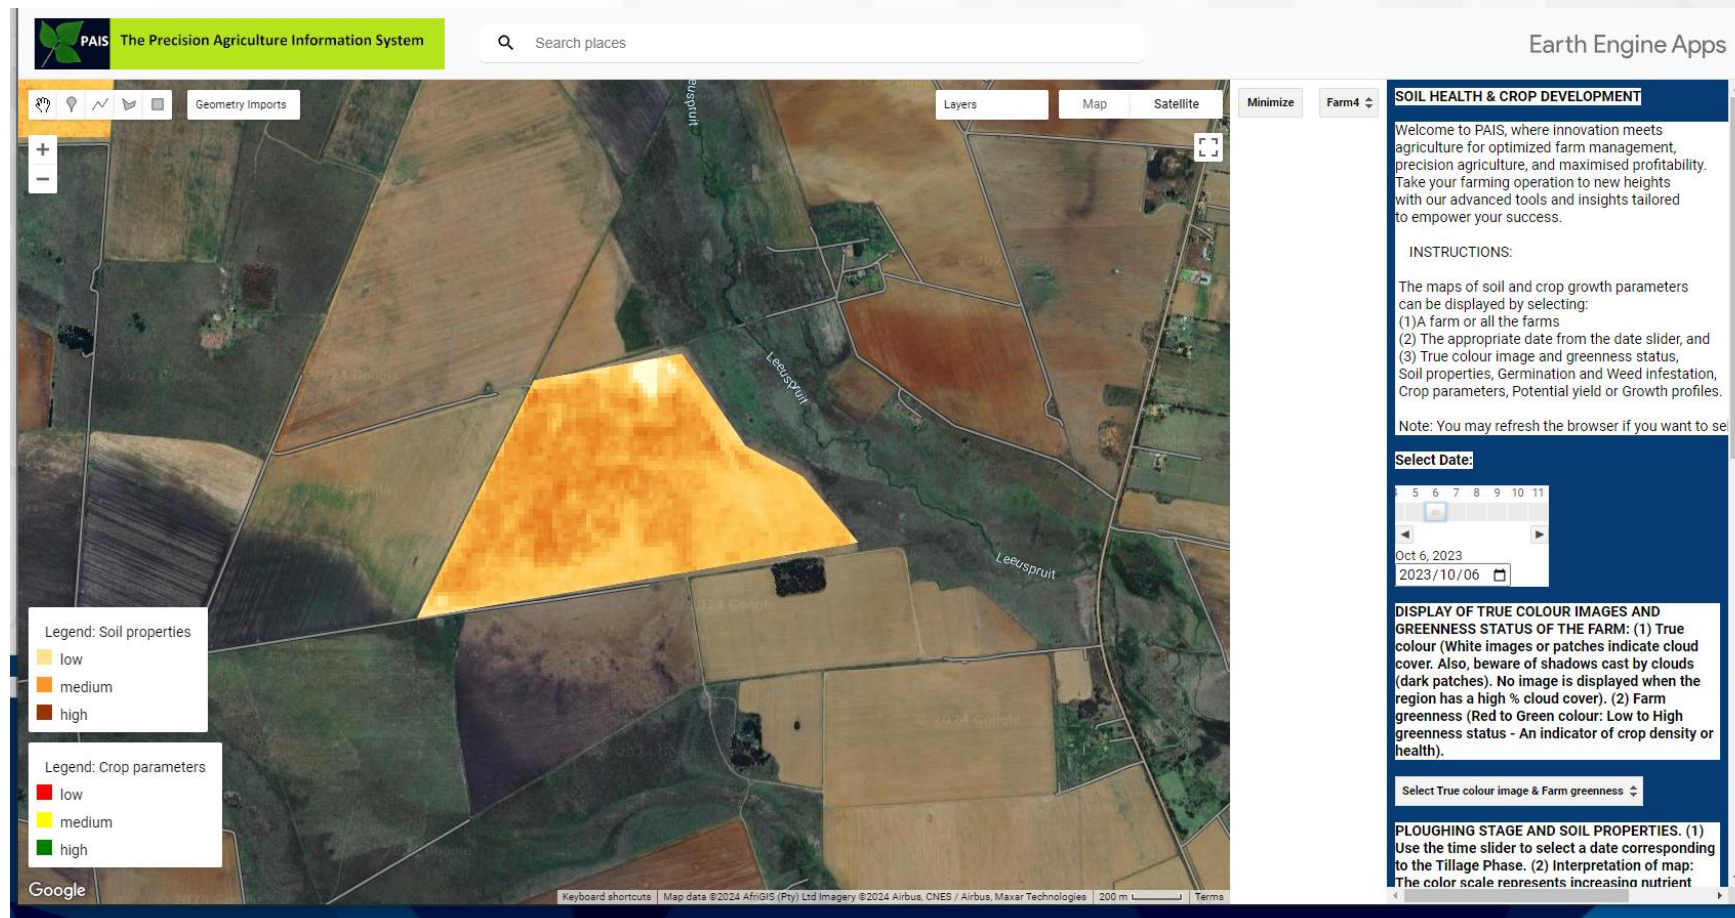 PAIS The Precision Agriculture Information System
Search places
Earth Engine Apps
Geometry Imports
Layers
Map
Satellite
Minimize
Farm4
Leeuspruit
Leeuspruit
Leeuspruit
Legend: Soil properties
low
medium
high
Legend: Crop parameters
low
medium
high
Google
Keyboard shortcuts
Map data ©2024 AfriGIS (Pty) Ltd Imagery ©2024 Airbus, CNES / Airbus, Maxar Technologies
200 m
Terms
SOIL HEALTH & CROP DEVELOPMENT
Welcome to PAIS, where innovation meets
agriculture for optimized farm management,
precision agriculture, and maximised profitability.
Take your farming operation to new heights
with our advanced tools and insights tailored
to empower your success.
INSTRUCTIONS:
The maps of soil and crop growth parameters
can be displayed by selecting:
(1)A farm or all the farms
(2) The appropriate date from the date slider, and
(3) True colour image and greenness status,
Soil properties, Germination and Weed infestation,
Crop parameters, Potential yield or Growth profiles.
Note: You may refresh the browser if you want to sel
Select Date:
5 6 7 8 9 10 11
Oct 6, 2023
2023/10/06
DISPLAY OF TRUE COLOUR IMAGES AND
GREENNESS STATUS OF THE FARM: (1) True
colour (White images or patches indicate cloud
cover. Also, beware of shadows cast by clouds
(dark patches). No image is displayed when the
region has a high % cloud cover). (2) Farm
greenness (Red to Green colour: Low to High
greenness status - An indicator of crop density or
health).
Select True colour image & Farm greenness
PLOUGHING STAGE AND SOIL PROPERTIES. (1)
Use the time slider to select a date corresponding
to the Tillage Phase. (2) Interpretation of map:
The color scale represents increasing nutrient